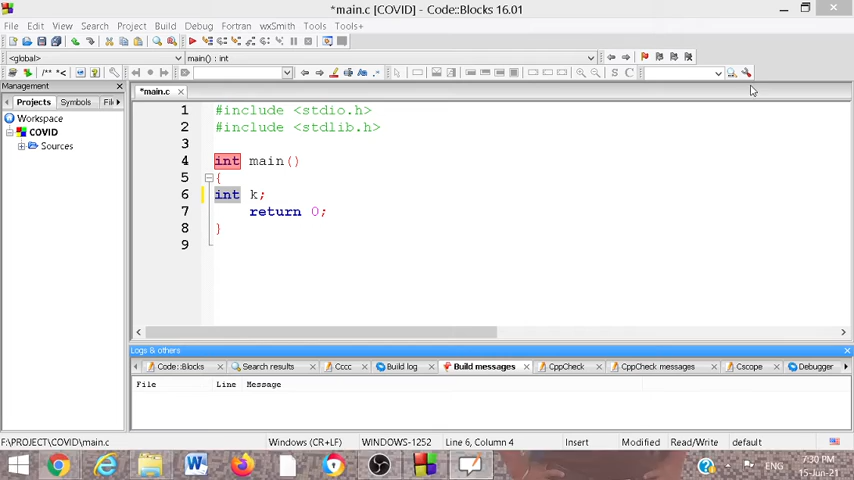 *main.c [COVID] - Code::Blocks 16.01
File Edit View Search Project Build Debug Fortran wxSmith Tools Tools+
<global>
main() : int
/** *<
S C
Management
Projects Symbols File
Workspace
COVID
Sources
*main.c
1 #include <stdio.h>
2 #include <stdlib.h>
3
4 int main()
5 {
6 int k;
7 return 0;
8 }
9
Logs & others
Code::Blocks Search results Cccc Build log Build messages CppCheck CppCheck messages Cscope Debugger
File Line Message
F:\PROJECT\COVID\main.c Windows (CR+LF) WINDOWS-1252 Line 6, Column 4 Insert Modified Read/Write default
ENG 7:30 PM
15-Jun-21